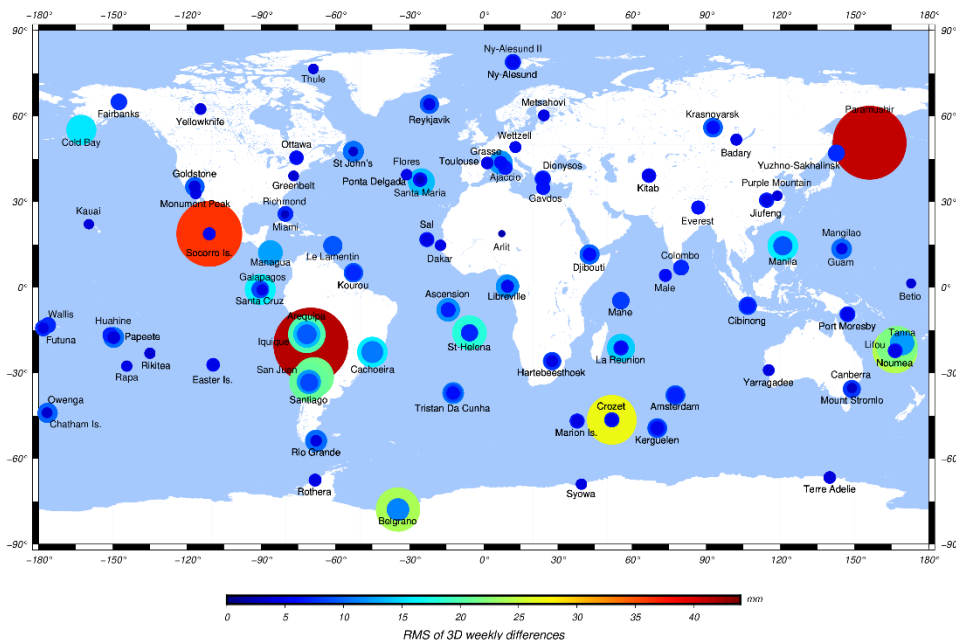 −180° −150° −120° −90° −60° −30° 0° 30° 60° 90° 120° 150° 180°
90° 90°
Ny-Alesund II
Ny-Alesund
Thule
Metsahovi
Fairbanks
Yellowknife
Reykjavik
Krasnoyarsk
Paramushir
60° 60°
Cold Bay
Ottawa
St John's
Wettzell
Grasse
Toulouse
Badary
Yuzhno-Sakhalinsk
Flores
Dionysos
Ajaccio
Goldstone
Greenbelt
Ponta Delgada
Santa Maria
Kitab
Purple Mountain
Gavdos
Jiufeng
Monument Peak
Richmond
30° 30°
Kauai
Miami
Everest
Sal
Arlit
Mangilao
Socorro is.
Managua
Le Lamentin
Dakar
Djibouti
Colombo
Manila
Guam
Galapagos
Kourou
Male
0° 0°
Santa Cruz
Ascension
Libreville
Betio
Wallis
Huahine
Arequipa
Mahe
Cibinong
Port Moresby
Tanna
Futuna
Papeete
Iquique
St-Helena
La Reunion
Lifou
Noumea
Rikitea
San Juan
Cachoeira
Rapa
Easter Is.
Hartebeesthoek
Yarragadee
Canberra
−30° −30°
Owenga
Santiago
Tristan Da Cunha
Crozet
Amsterdam
Mount Stromlo
Chatham Is.
Marion Is.
Kerguelen
Rio Grande
−60° −60°
Rothera
Syowa
Terre Adelie
Belgrano
−90° −90°
−180° −150° −120° −90° −60° −30° 0° 30° 60° 90° 120° 150° 180°
mm
0 5 10 15 20 25 30 35 40
RMS of 3D weekly differences